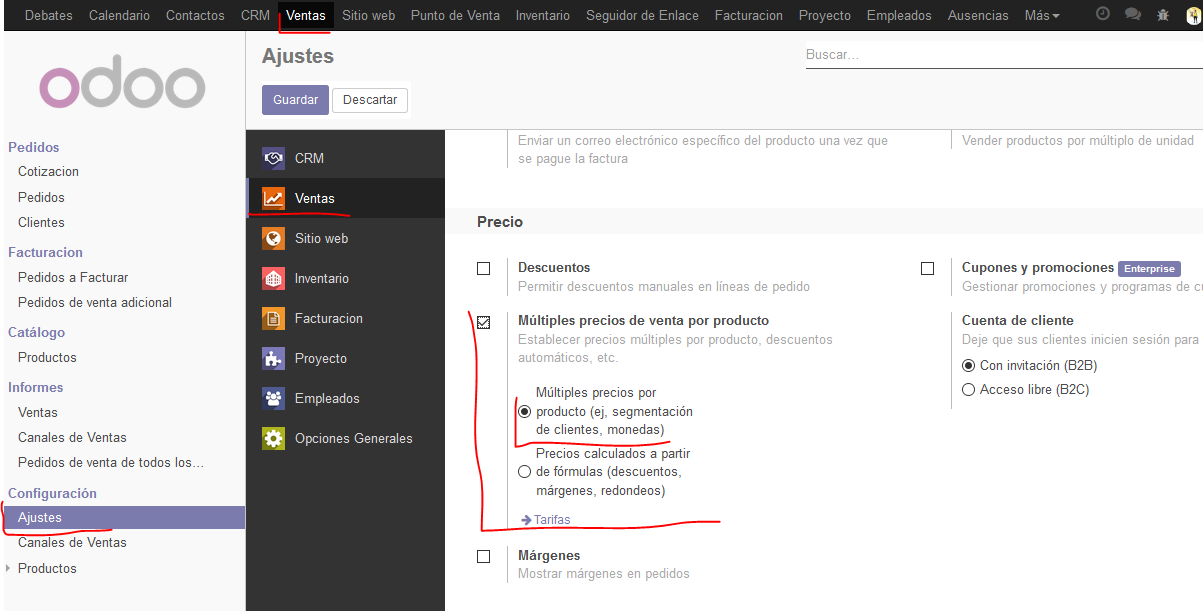 Debates Calendario Contactos CRM Ventas Sitio web Punto de Venta Inventario Seguidor de Enlace Facturacion Proyecto Empleados Ausencias Más
odoo
Pedidos
Cotizacion
Pedidos
Clientes
Facturacion
Pedidos a Facturar
Pedidos de venta adicional
Catálogo
Productos
Informes
Ventas
Canales de Ventas
Pedidos de venta de todos los...
Configuración
Ajustes
Canales de Ventas
Productos
Ajustes
Buscar...
Guardar Descartar
CRM
Ventas
Sitio web
Inventario
Facturacion
Proyecto
Empleados
Opciones Generales
Enviar un correo electrónico específico del producto una vez que
se pague la factura
Vender productos por múltiplo de unidad
Precio
Descuentos
Permitir descuentos manuales en líneas de pedido
Cupones y promociones Enterprise
Gestionar promociones y programas de
Múltiples precios de venta por producto
Establecer precios múltiples por producto, descuentos
automáticos, etc.
Múltiples precios por
producto (ej, segmentación
de clientes, monedas)
Precios calculados a partir
de fórmulas (descuentos,
márgenes, redondeos)
Tarifas
Cuenta de cliente
Deje que sus clientes inicien sesión para
Con invitación (B2B)
Acceso libre (B2C)
Márgenes
Mostrar márgenes en pedidos